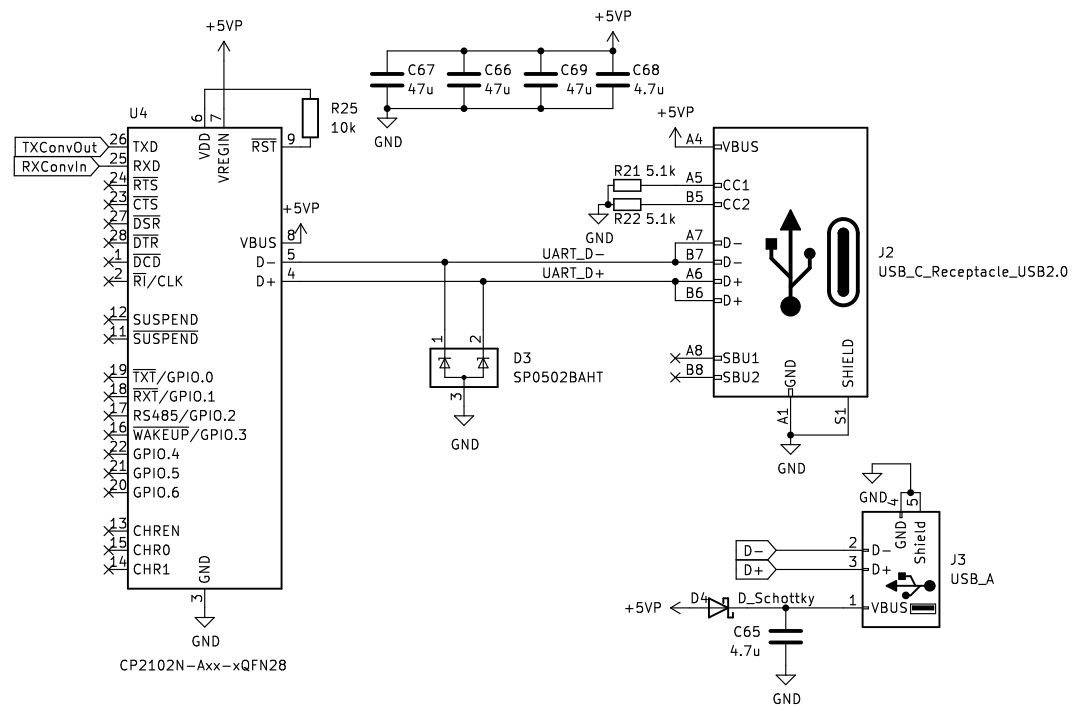 +5VP
C67
47u
C66
47u
C69
47u
C68
4.7u
+5VP
GND
U4
6
7
R25
10k
TXConvOut
RXConvIn
26
TXD
25
RXD
24
RTS
23
CTS
27
DSR
28
DTR
1
DCD
2
RI/CLK
12
SUSPEND
11
SUSPEND
19
TXT/GPIO.0
18
RXT/GPIO.1
17
RS485/GPIO.2
16
WAKEUP/GPIO.3
22
GPIO.4
21
GPIO.5
20
GPIO.6
13
CHREN
15
CHR0
14
CHR1
VDD
VREGIN
RST
9
+5VP
VBUS
8
D-
5
D+
4
GND
3
GND
CP2102N-Axx-xQFN28
UART_D-
UART_D+
1
2
D3
SP0502BAHT
3
GND
+5VP
A4
VBUS
R21 5.1k
A5
CC1
B5
CC2
R22 5.1k
GND
A7
D-
B7
D-
A6
D+
B6
D+
A8
SBU1
B8
SBU2
GND
SHIELD
A1
S1
GND
J2
USB_C_Receptacle_USB2.0
GND
4
5
GND
Shield
J3
USB_A
D-
2
D-
D+
3
D+
+5VP
D4
D_Schottky
1
VBUS
C65
4.7u
GND